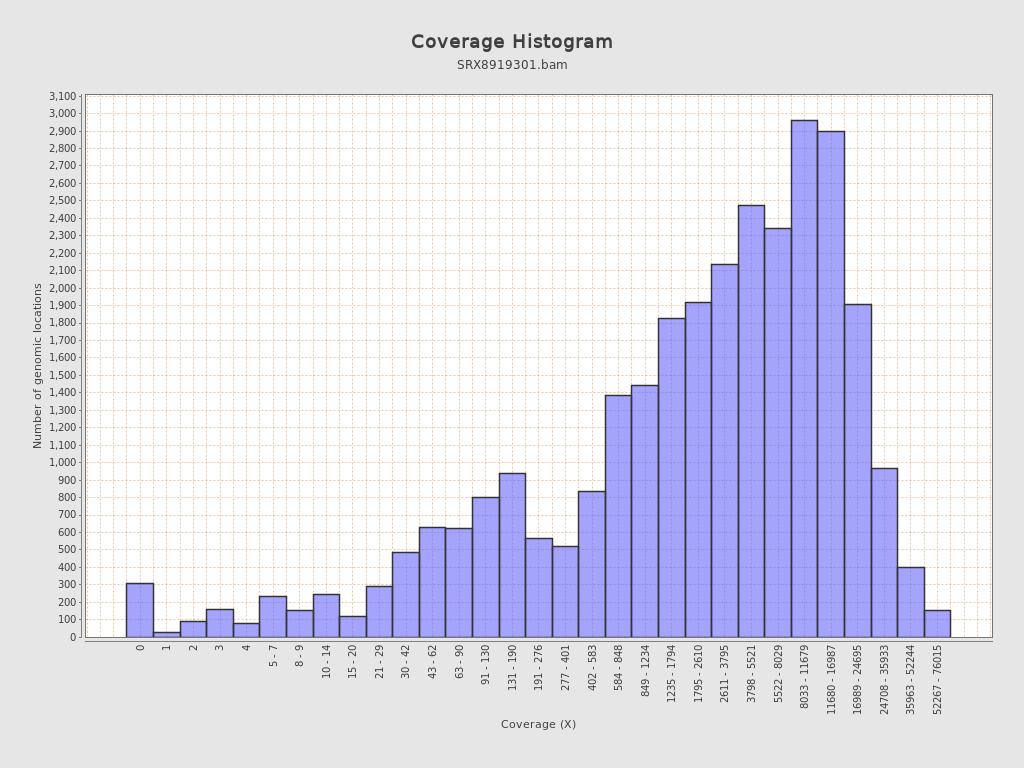 Coverage Histogram
SRX8919301.bam
Number of genomic locations
3,100
3,000
2,900
2,800
2,700
2,600
2,500
2,400
2,300
2,200
2,100
2,000
1,900
1,800
1,700
1,600
1,500
1,400
1,300
1,200
1,100
1,000
900
800
700
600
500
400
300
200
100
0
0
1
2
3
4
5 - 7
8 - 9
10 - 14
15 - 20
21 - 29
30 - 42
43 - 62
63 - 90
91 - 130
131 - 190
191 - 276
277 - 401
402 - 583
584 - 848
849 - 1234
1235 - 1794
1795 - 2610
2611 - 3795
3798 - 5521
5522 - 8029
8033 - 11679
11680 - 16987
16989 - 24695
24708 - 35933
35963 - 52244
52267 - 76015
Coverage (X)